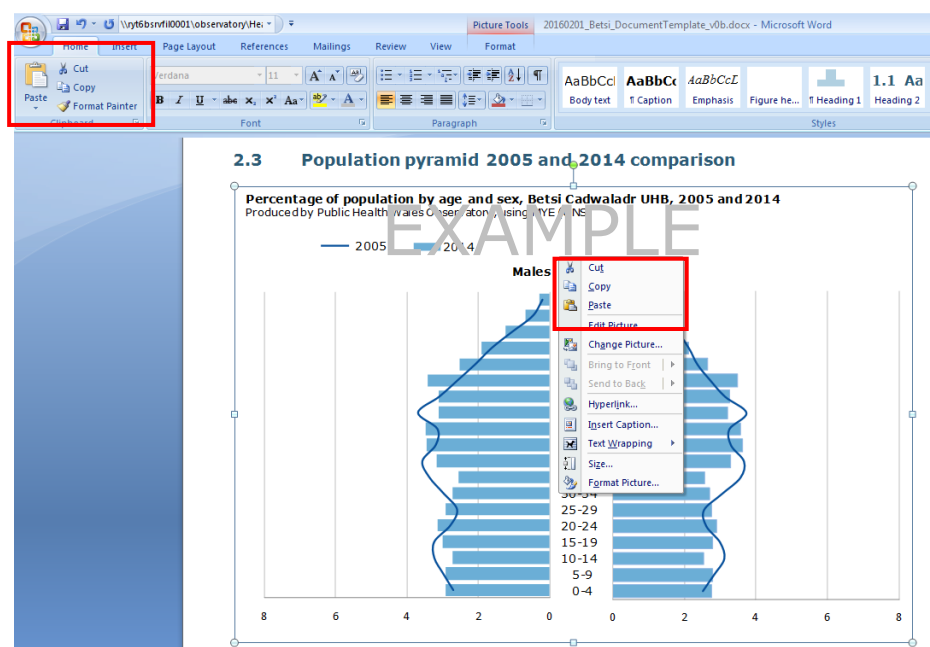 \\ryt6bsrvfil0001\observatory\He
Picture Tools
20160201_Betsi_DocumentTemplate_v0b.docx - Microsoft Word
Home Insert Page Layout References Mailings Review View Format
Cut
Copy
Paste
Format Painter
Clipboard
Verdana 11
B I U abc x₂ x² Aa
Font
Paragraph
AaBbCcI AaBbCc AaBbCcL 1.1 Aa
Body text ¶ Caption Emphasis Figure he... ¶ Heading 1 Heading 2
Styles
2.3 Population pyramid 2005 and 2014 comparison
Percentage of population by age and sex, Betsi Cadwaladr UHB, 2005 and 2014
Produced by Public Health Wales Observatory, using MYE
EXAMPLE
2005 2014
Males
Cut
Copy
Paste
Edit Picture
Change Picture...
Bring to Front
Send to Back
Hyperlink...
Insert Caption...
Text Wrapping
Size...
Format Picture...
30-34
25-29
20-24
15-19
10-14
5-9
0-4
8 6 4 2 0 0 2 4 6 8